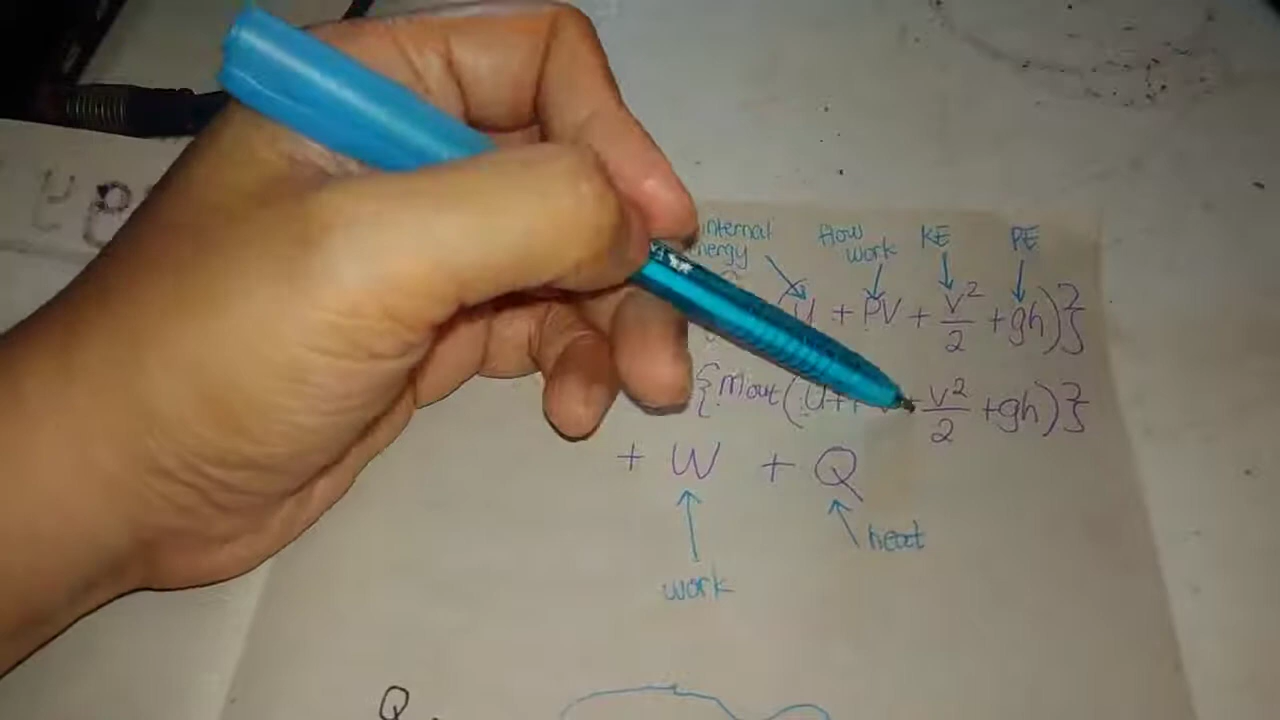 internal
energy
flow
work
KE
PE
U + PV + v²/2 + gh)}
{mout (U+ v²/2 + gh)}
+ W + Q
work
heat
Q